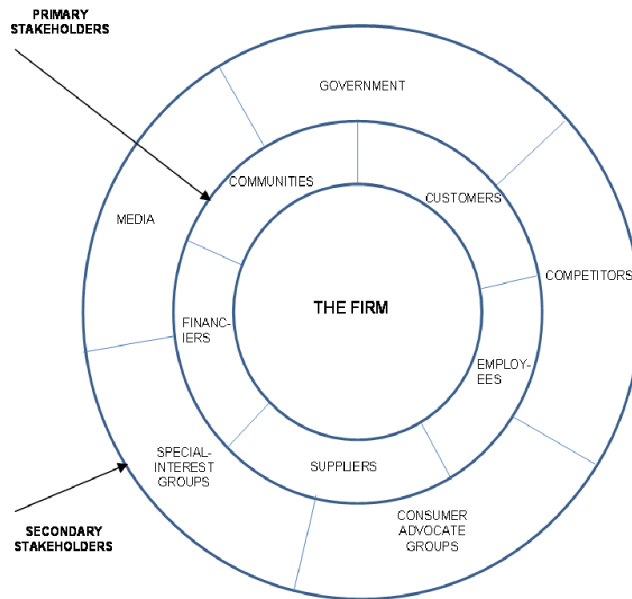 PRIMARY
STAKEHOLDERS
GOVERNMENT
COMMUNITIES
CUSTOMERS
MEDIA
COMPETITORS
THE FIRM
FINANC-
IERS
EMPLOY-
EES
SPECIAL-
INTEREST
GROUPS
SUPPLIERS
CONSUMER
ADVOCATE
GROUPS
SECONDARY
STAKEHOLDERS